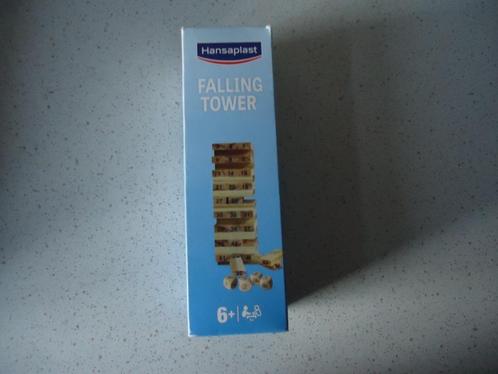 Hansaplast
FALLING
TOWER
6+